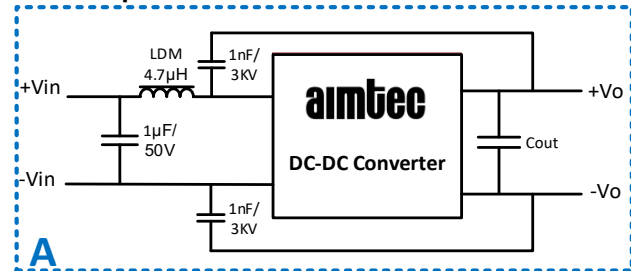 LDM
4.7µH
1nF/
3KV
+Vin
aimtec
+Vo
1µF/
50V
Cout
DC-DC Converter
-Vin
-Vo
1nF/
3KV
A